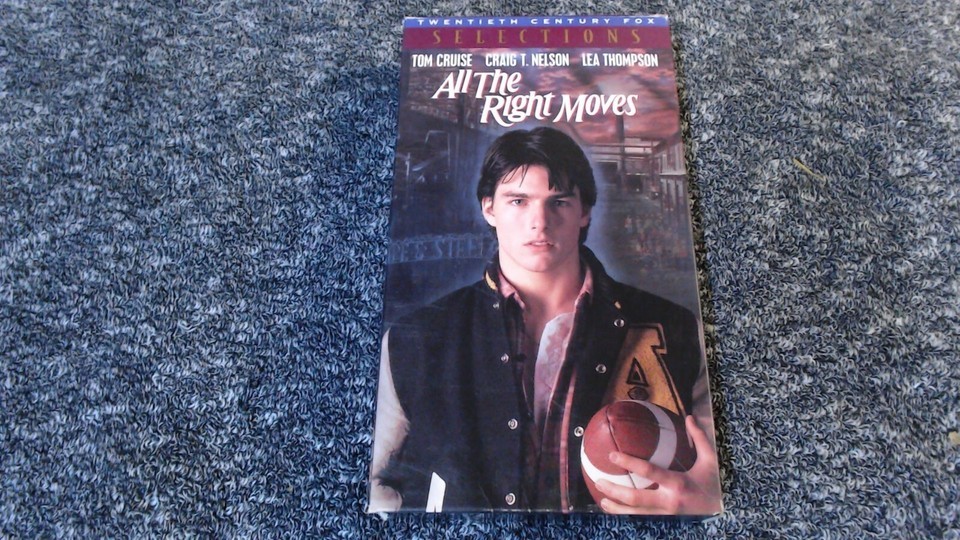 TWENTIETH CENTURY FOX
SELECTIONS
TOM CRUISE CRAIG T. NELSON LEA THOMPSON
All The
Right Moves
A